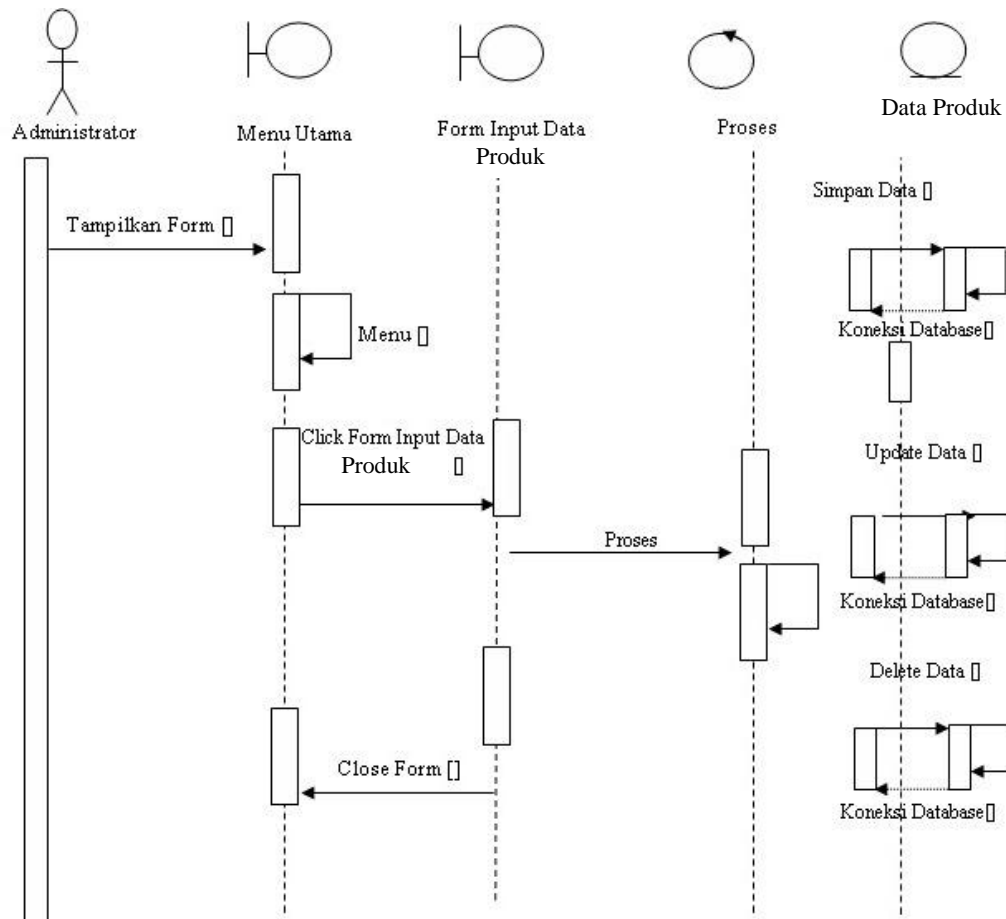 Administrator
Menu Utama
Form Input Data
Produk
Proses
Data Produk
Simpan Data []
Tampilkan Form []
Koneksi Database[]
Menu []
Click Form Input Data
Produk []
Update Data []
Proses
Koneksi Database[]
Delete Data []
Close Form []
Koneksi Database[]